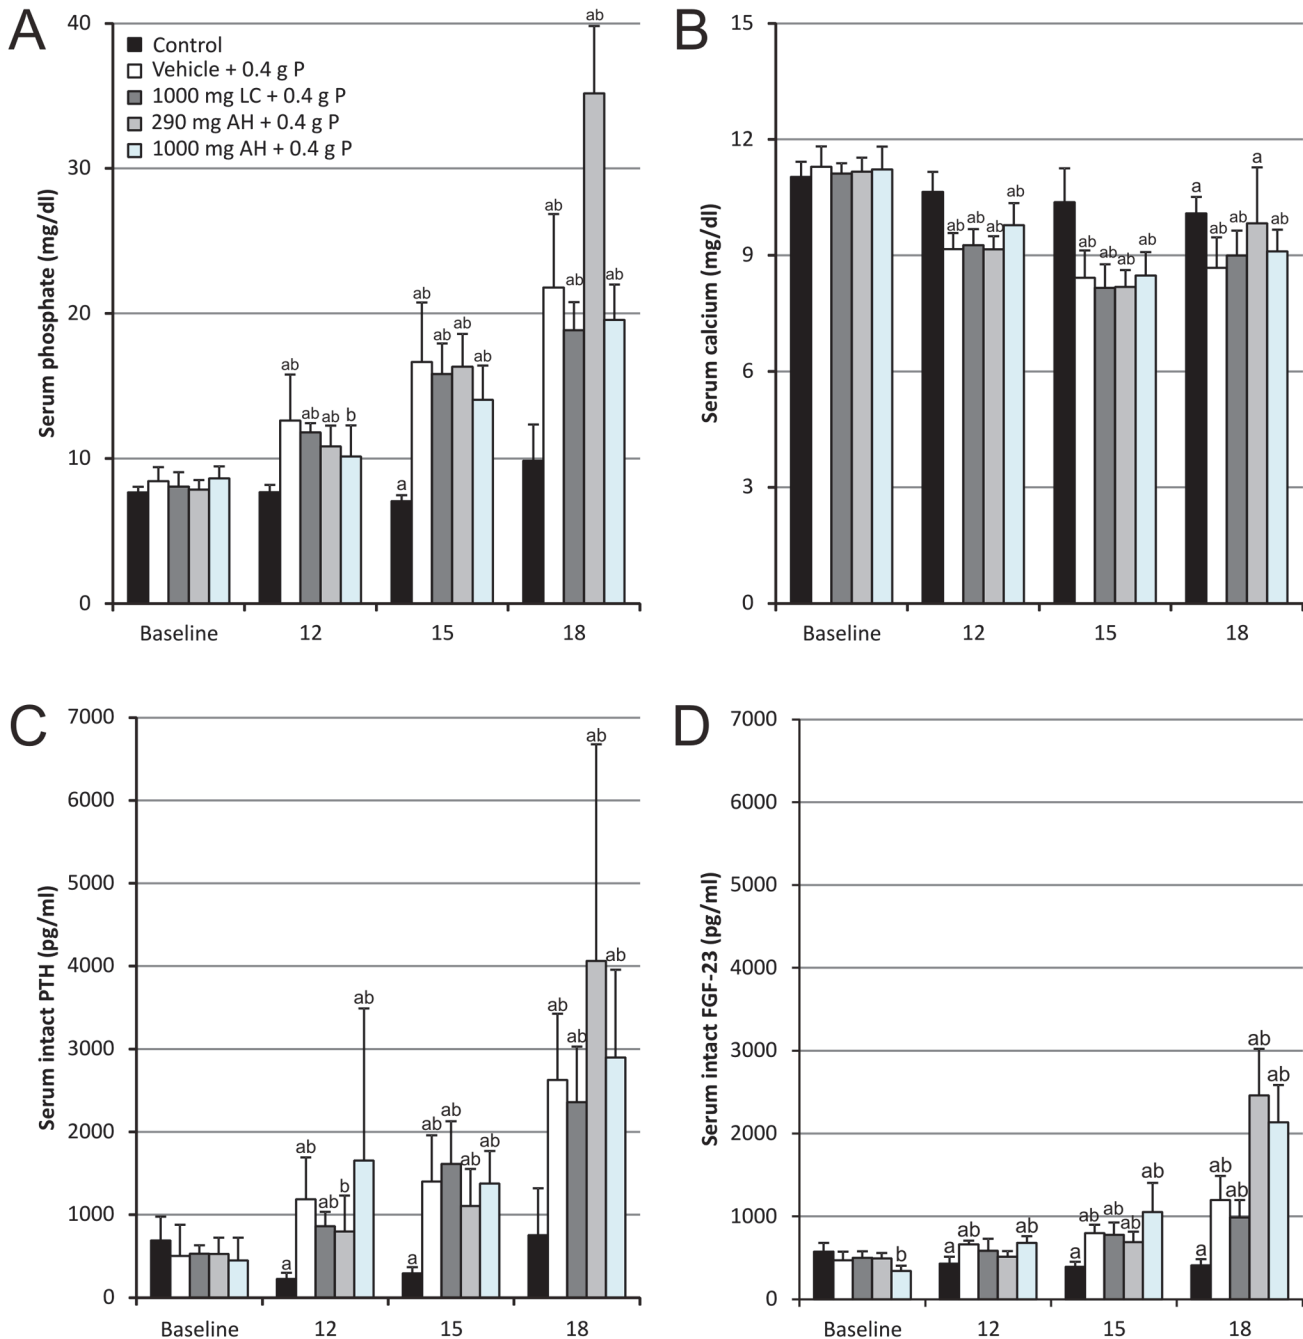 A
40
30
20
10
0
Serum phosphate (mg/dl)
Control
Vehicle + 0.4 g P
1000 mg LC + 0.4 g P
290 mg AH + 0.4 g P
1000 mg AH + 0.4 g P
ab
ab
ab
b
a
ab
ab
ab
ab
ab
ab
ab
ab
Baseline 12 15 18
B
15
12
9
6
3
0
Serum calcium (mg/dl)
ab
ab
ab
ab
ab
ab
ab
ab
a
ab
ab
a
ab
Baseline 12 15 18
C
7000
6000
5000
4000
3000
2000
1000
0
Serum intact PTH (pg/ml)
a
ab
ab
b
ab
a
ab
ab
ab
ab
ab
ab
ab
ab
Baseline 12 15 18
D
7000
6000
5000
4000
3000
2000
1000
0
Serum intact FGF-23 (pg/ml)
b
a
ab
ab
a
ab
ab
ab
ab
a
ab
ab
ab
ab
Baseline 12 15 18